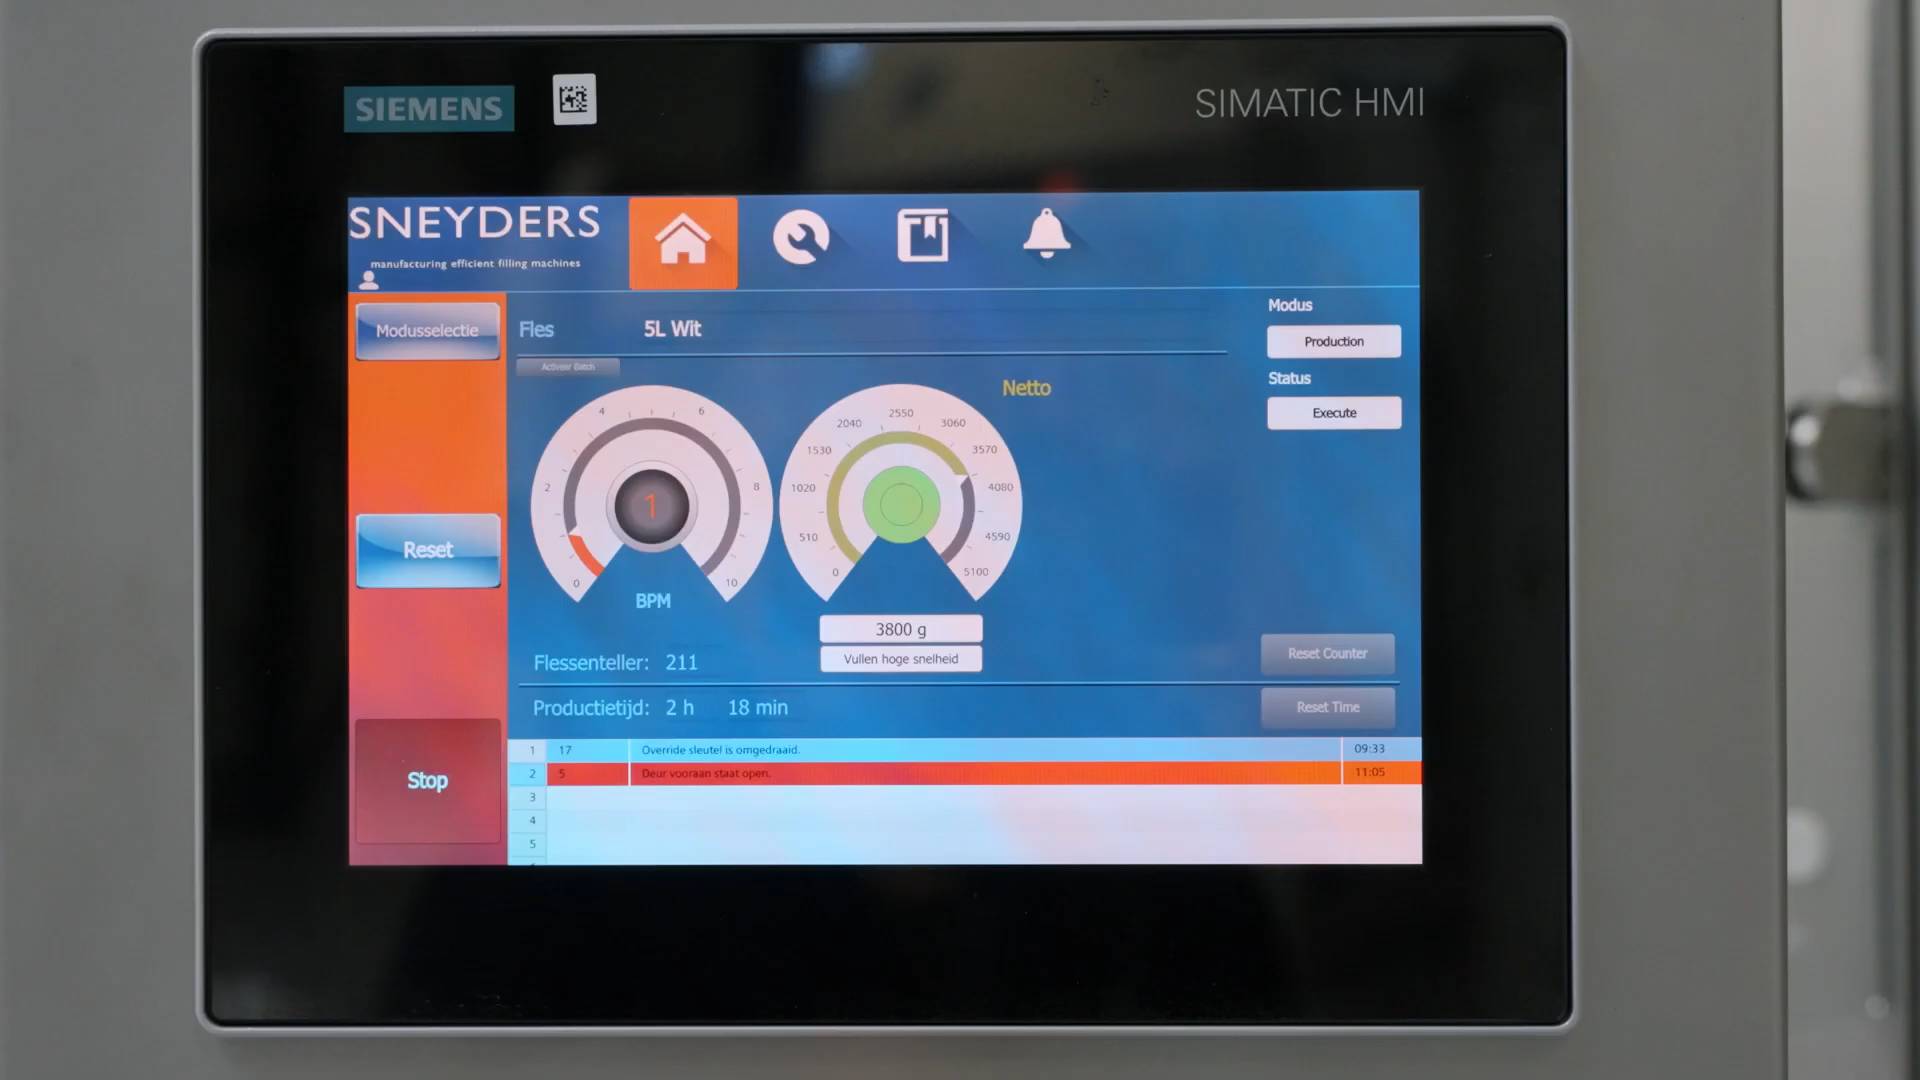 SIEMENS
SIMATIC HMI
SNEYDERS
manufacturing efficient filling machines
Modusselectie
Fles 5L Wit
Modus
Production
Activeer Batch
Status
Execute
Netto
0 2 4 6 8 10
1
BPM
0 510 1020 1530 2040 2550 3060 3570 4080 4590 5100
Reset
3800 g
Vullen hoge snelheid
Flessenteller: 211
Reset Counter
Productietijd: 2 h 18 min
Reset Time
Stop
1 17 Override sleutel is omgedraaid. 09:33
2 5 Deur vooraan staat open. 11:05
3
4
5